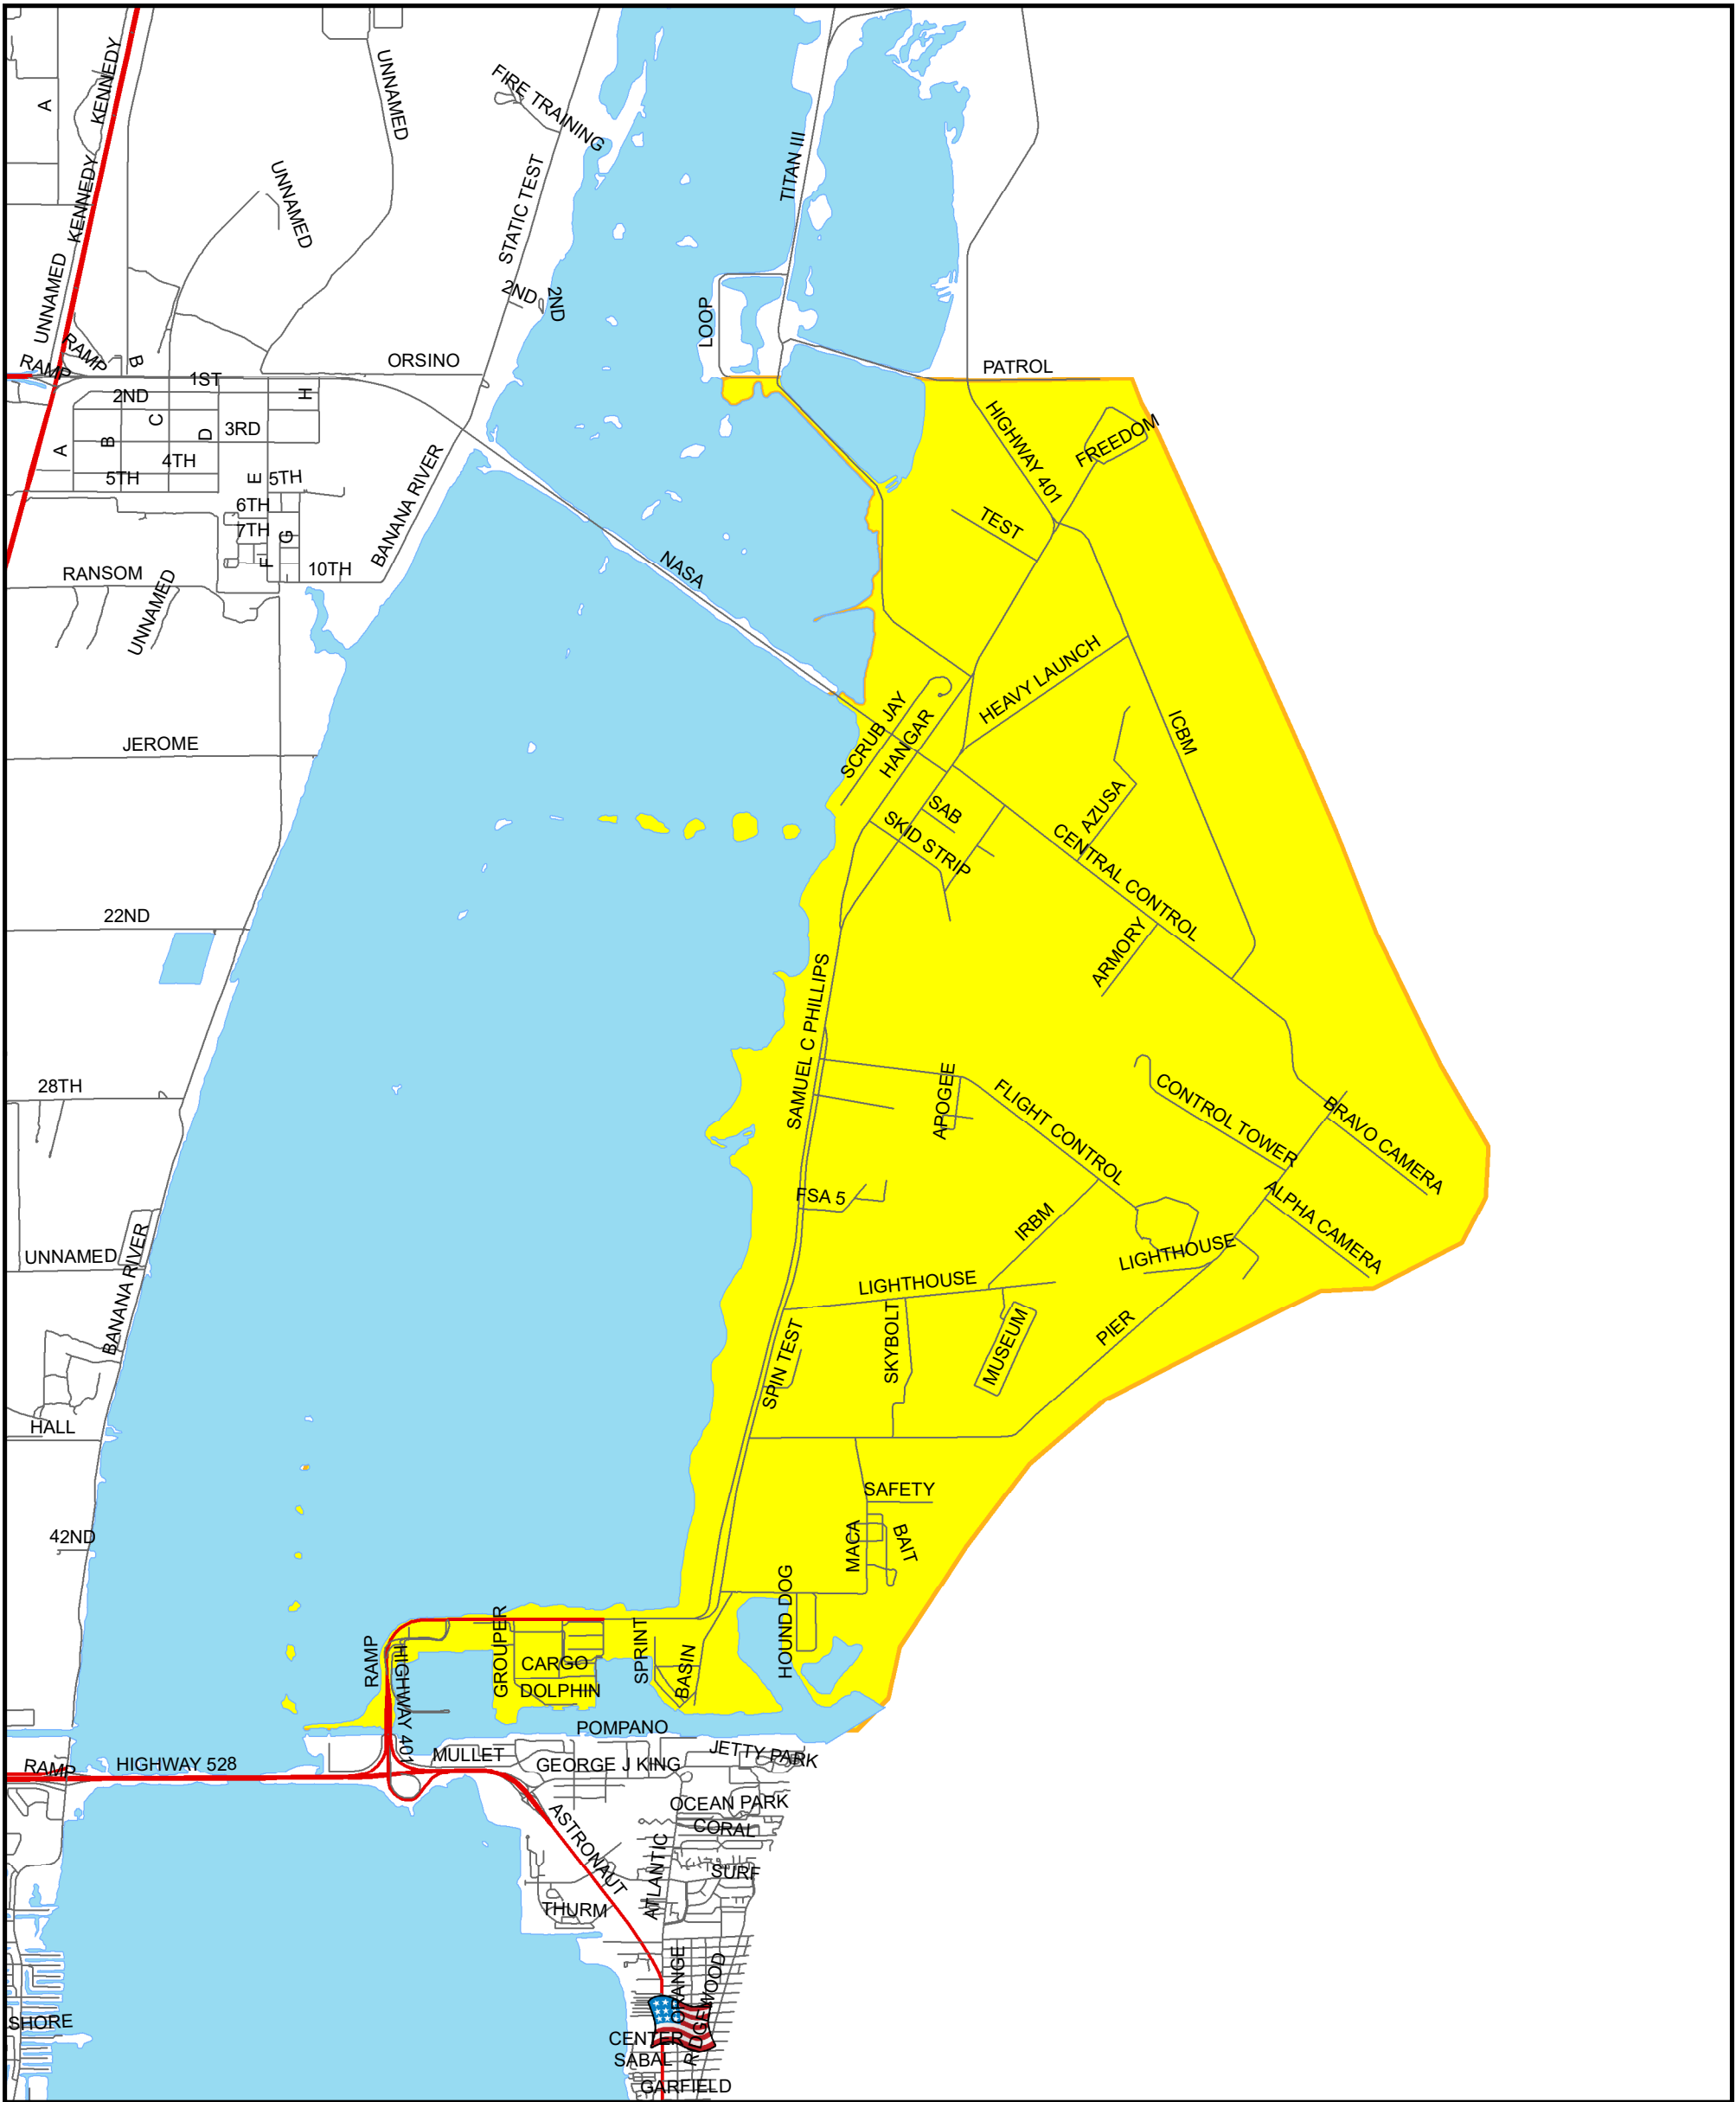 KENNEDY
UNNAMED
FIRE TRAINING
A
TITAN III
KENNEDY
UNNAMED
STATIC TEST
UNNAMED
2ND
2ND
LOOP
RAMP
RAMP
B
ORSINO
PATROL
1ST
2ND
H
C
HIGHWAY 401
FREEDOM
A
B
D
3RD
4TH
5TH
E
5TH
BANANA RIVER
6TH
TEST
7TH
G
F
10TH
NASA
RANSOM
UNNAMED
HEAVY LAUNCH
SCRUB JAY
HANGAR
ICBM
JEROME
SAB
AZUSA
SKID STRIP
CENTRAL CONTROL
22ND
ARMORY
SAMUEL C PHILLIPS
28TH
APOGEE
FLIGHT CONTROL
CONTROL TOWER
BRAVO CAMERA
FSA 5
ALPHA CAMERA
IRBM
UNNAMED
BANANA RIVER
LIGHTHOUSE
LIGHTHOUSE
SPIN TEST
SKYBOLT
MUSEUM
PIER
HALL
SAFETY
42ND
MACA
BAIT
HOUND DOG
RAMP
HIGHWAY 401
GROUPER
CARGO
SPRINT
BASIN
DOLPHIN
POMPANO
RAMP
HIGHWAY 528
MULLET
GEORGE J KING
JETTY PARK
OCEAN PARK
ASTRONAUT
CORAL
ATLANTIC
SURF
THURM
ORANGE
RIDGEWOOD
SHORE
CENTER
SABAL
GARFIELD